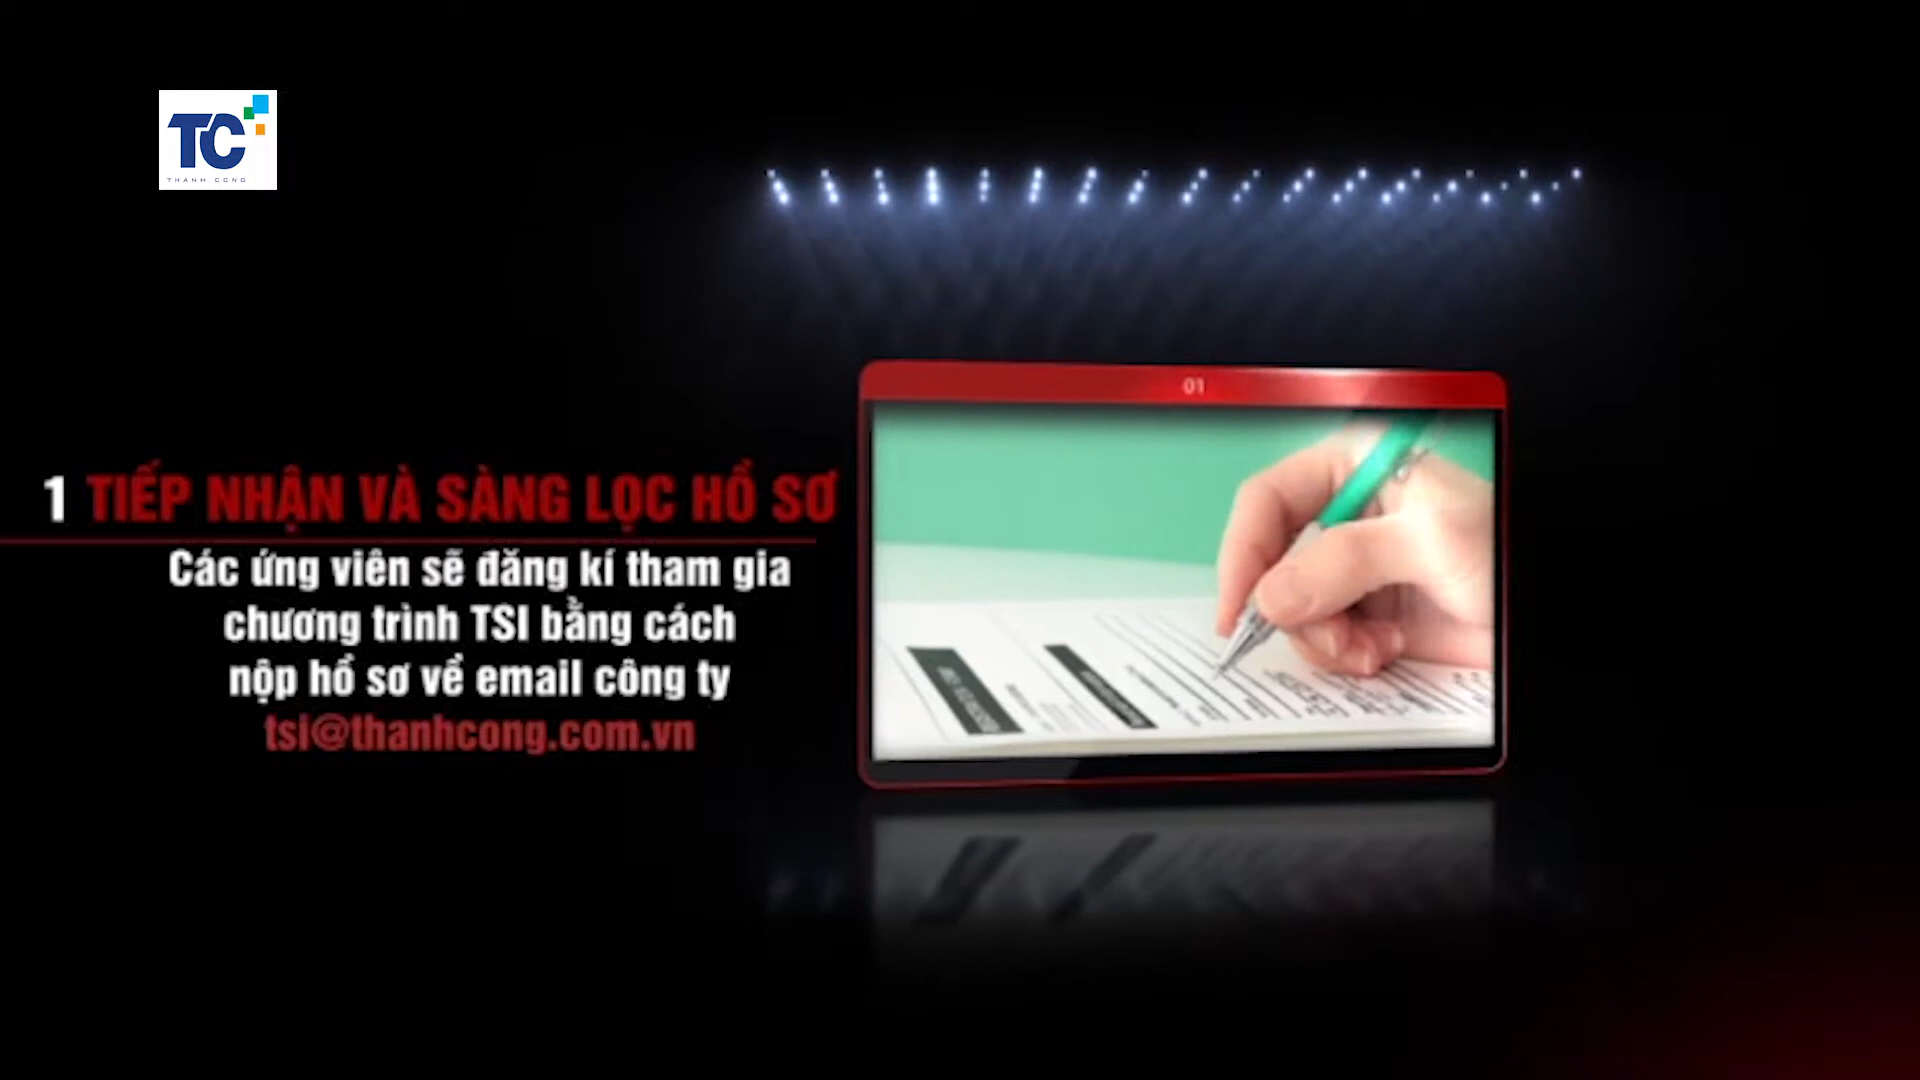 TC
THANH CONG
01
1 TIẾP NHẬN VÀ SÀNG LỌC HỒ SƠ
Các ứng viên sẽ đăng kí tham gia
chương trình TSI bằng cách
nộp hồ sơ về email công ty
tsi@thanhcong.com.vn